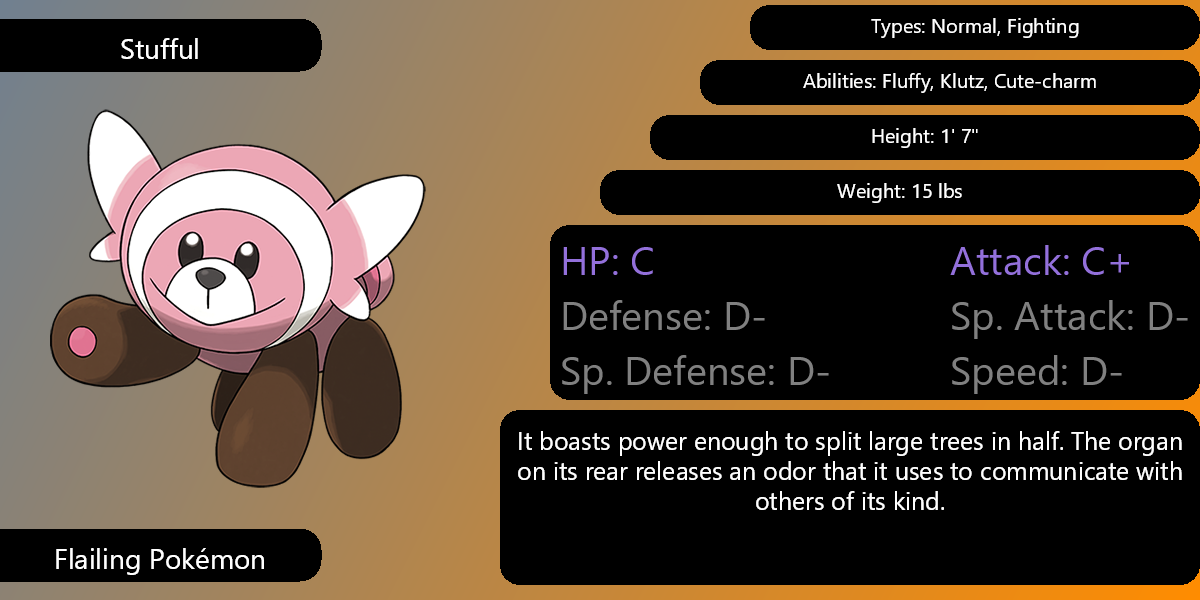 Stufful
Types: Normal, Fighting
Abilities: Fluffy, Klutz, Cute-charm
Height: 1' 7"
Weight: 15 lbs
HP: C
Attack: C+
Defense: D-
Sp. Attack: D-
Sp. Defense: D-
Speed: D-
It boasts power enough to split large trees in half. The organ
on its rear releases an odor that it uses to communicate with
others of its kind.
Flailing Pokémon